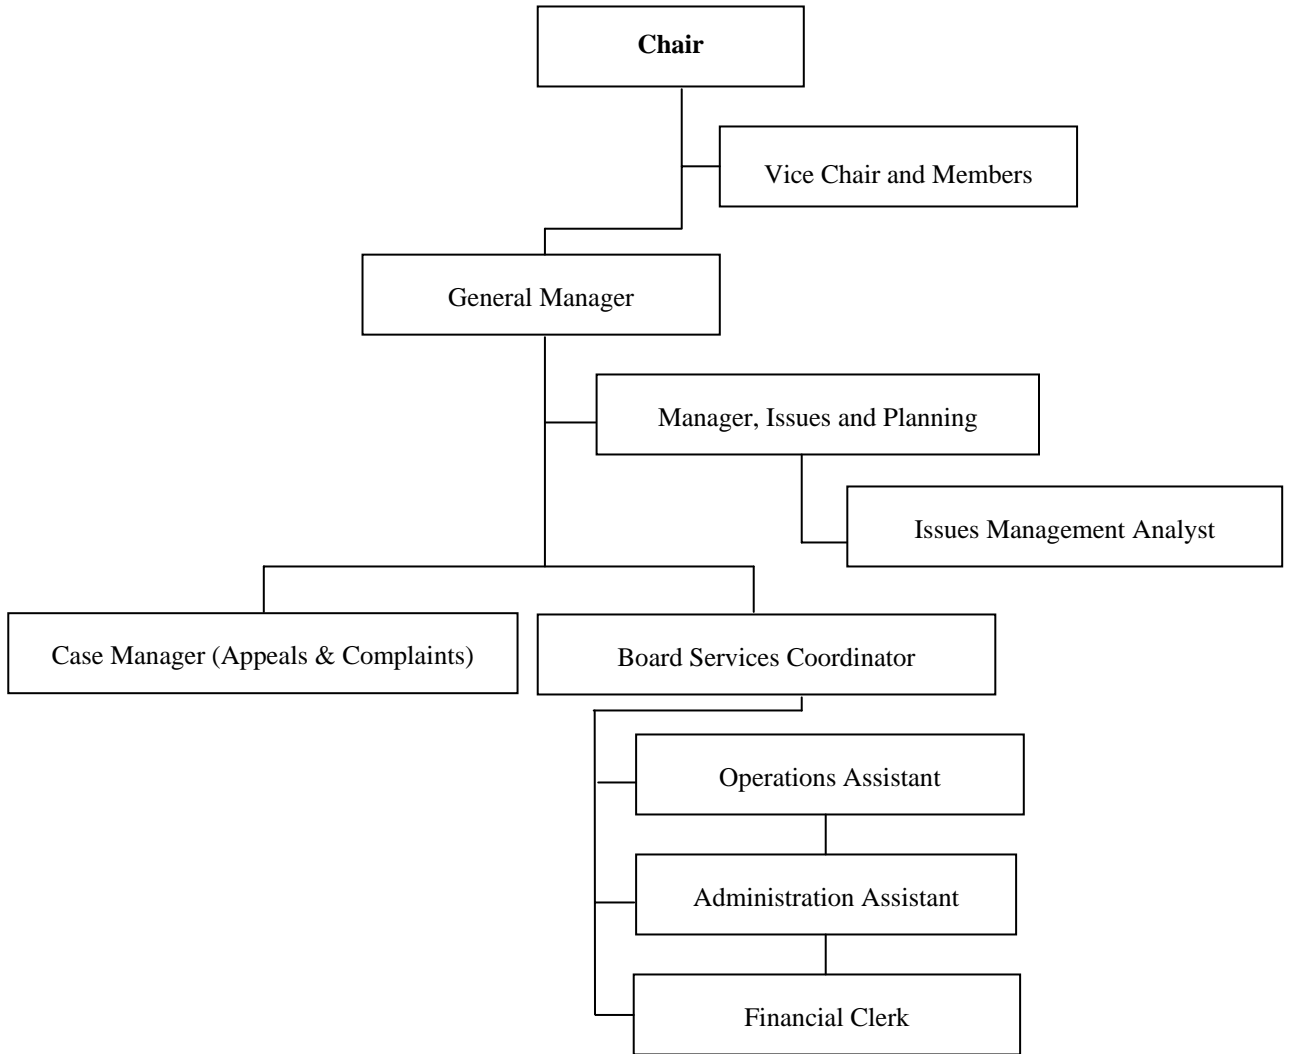 Chair
Vice Chair and Members
General Manager
Manager, Issues and Planning
Issues Management Analyst
Case Manager (Appeals & Complaints)
Board Services Coordinator
Operations Assistant
Administration Assistant
Financial Clerk